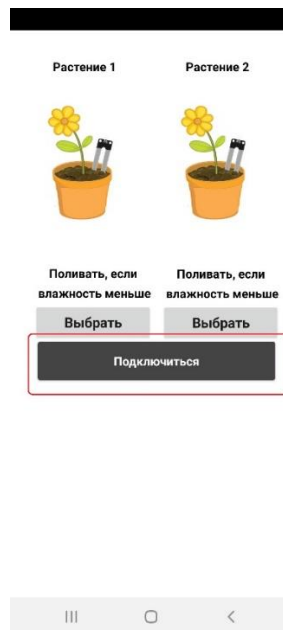 Растение 1
Растение 2
Поливать, если
влажность меньше
Поливать, если
влажность меньше
Выбрать
Выбрать
Подключиться